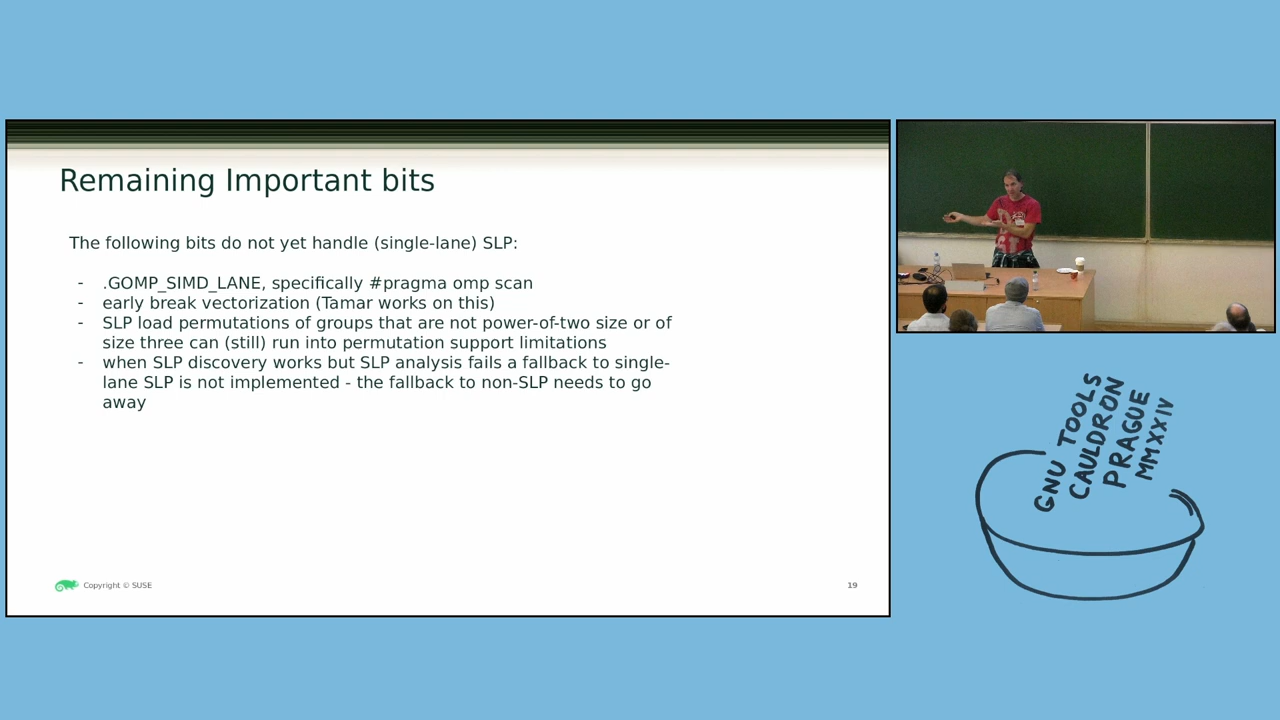 Remaining Important bits
The following bits do not yet handle (single-lane) SLP:
- .GOMP_SIMD_LANE, specifically #pragma omp scan
- early break vectorization (Tamar works on this)
- SLP load permutations of groups that are not power-of-two size or of
size three can (still) run into permutation support limitations
- when SLP discovery works but SLP analysis fails a fallback to single-
lane SLP is not implemented - the fallback to non-SLP needs to go
away
Copyright © SUSE
19
GNU TOOLS
CAULDRON
PRAGUE
MMXXIV